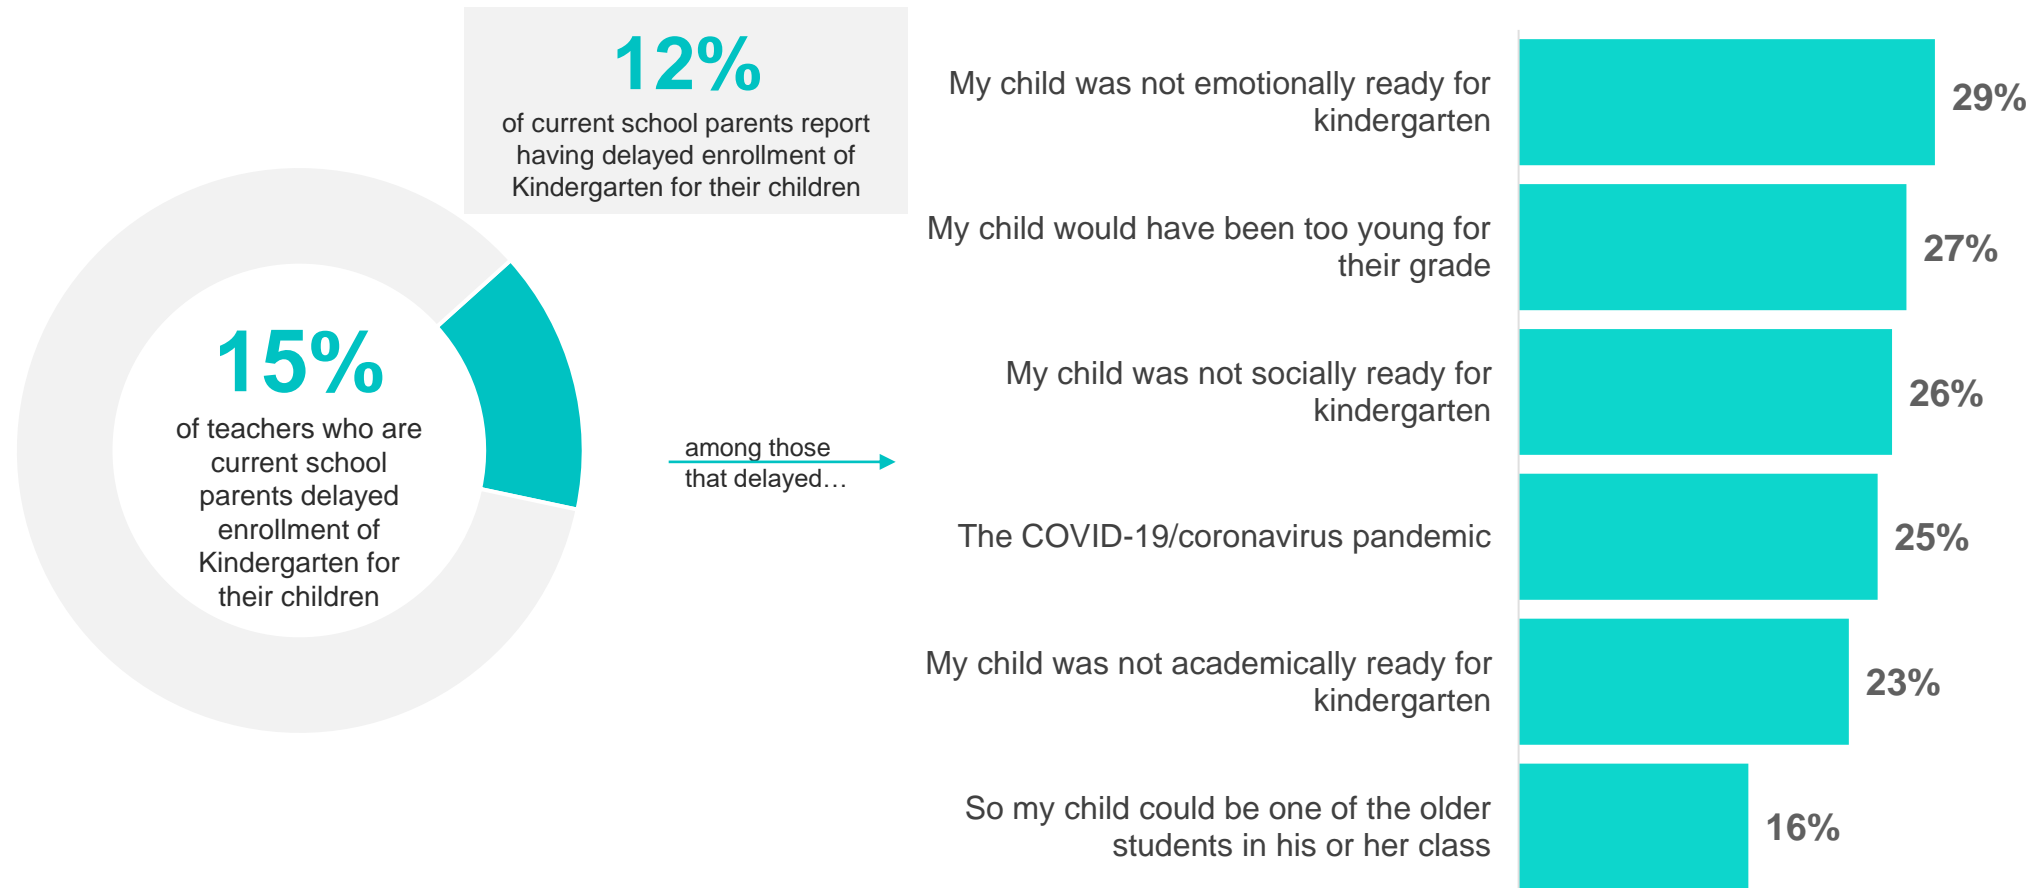 12%
of current school parents report
having delayed enrollment of
Kindergarten for their children
15%
of teachers who are
current school
parents delayed
enrollment of
Kindergarten for
their children
among those
that delayed…
My child was not emotionally ready for
kindergarten
29%
My child would have been too young for
their grade
27%
My child was not socially ready for
kindergarten
26%
The COVID-19/coronavirus pandemic
25%
My child was not academically ready for
kindergarten
23%
So my child could be one of the older
students in his or her class
16%